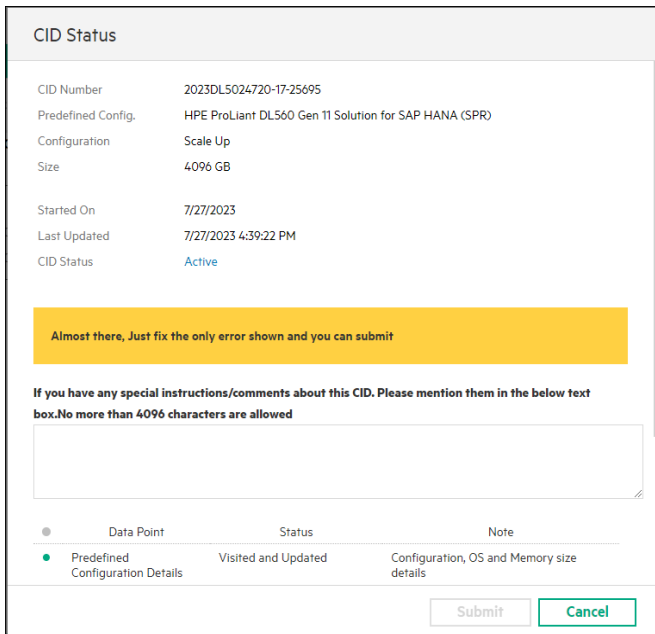 CID Status
CID Number 2023DL5024720-17-25695
Predefined Config. HPE ProLiant DL560 Gen 11 Solution for SAP HANA (SPR)
Configuration Scale Up
Size 4096 GB
Started On 7/27/2023
Last Updated 7/27/2023 4:39:22 PM
CID Status Active
Almost there, Just fix the only error shown and you can submit
If you have any special instructions/comments about this CID. Please mention them in the below text
box.No more than 4096 characters are allowed
Data Point Status Note
Predefined Visited and Updated Configuration, OS and Memory size
Configuration Details details
Submit Cancel